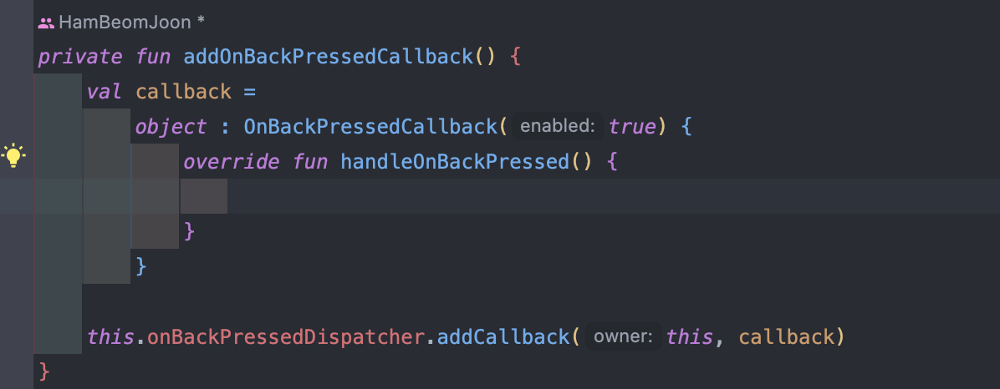 HamBeomJoon *
private fun addOnBackPressedCallback() {
val callback =
object : OnBackPressedCallback( enabled: true) {
override fun handleOnBackPressed() {
}
}
this.onBackPressedDispatcher.addCallback( owner: this, callback)
}